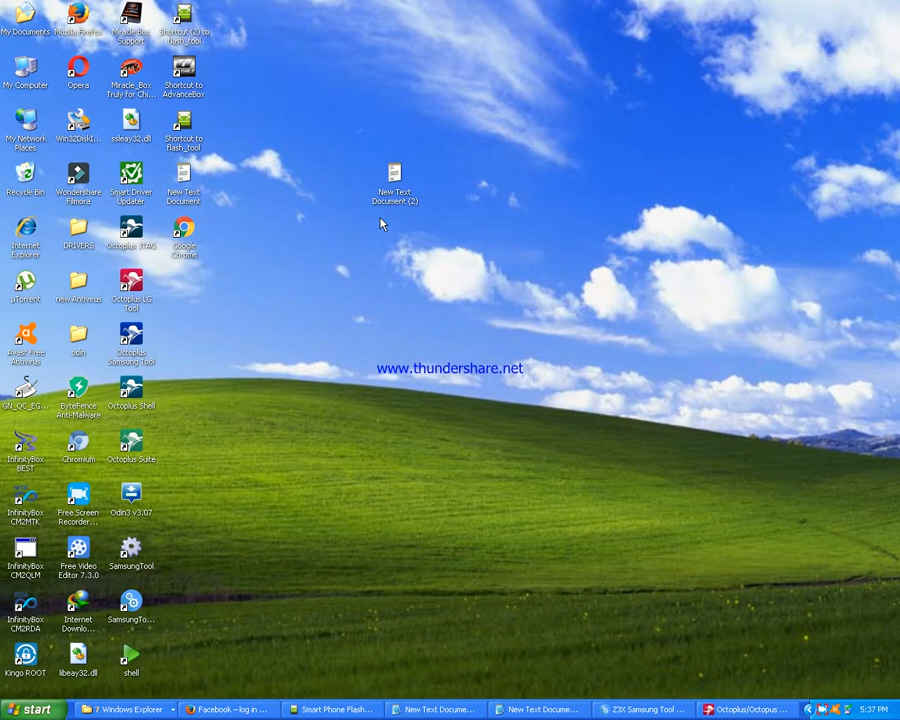 My Documents
Mozilla Firefox
Miracle Box
Support
Shortcut (2) to
flash_tool
My Computer
Opera
Miracle_Box
Truly for Chi...
Shortcut to
AdvanceBox
My Network
Places
Win32DiskI...
ssleay32.dll
Shortcut to
flash_tool
Recycle Bin
Wondershare
Filmora
Smart Driver
Updater
New Text
Document
New Text
Document (2)
Internet
Explorer
DRIVERS
Octoplus JTAG
Google
Chrome
µTorrent
new Antivirus
Octoplus LG
Tool
Avast Free
Antivirus
odin
Octoplus
Samsung Tool
www.thundershare.net
GN_QC_EG...
ByteFence
Anti-Malware
Octoplus Shell
InfinityBox
BEST
Chromium
Octoplus Suite
InfinityBox
CM2MTK
Free Screen
Recorder...
Odin3 v3.07
InfinityBox
CM2QLM
Free Video
Editor 7.3.0
SamsungTool
InfinityBox
CM2RDA
Internet
Downlo...
SamsungTo...
Kingo ROOT
libeay32.dll
shell
start
7 Windows Explorer
Facebook – log in ...
Smart Phone Flash...
New Text Docume...
New Text Docume...
Z3X Samsung Tool ...
Octoplus/Octopus ...
5:37 PM